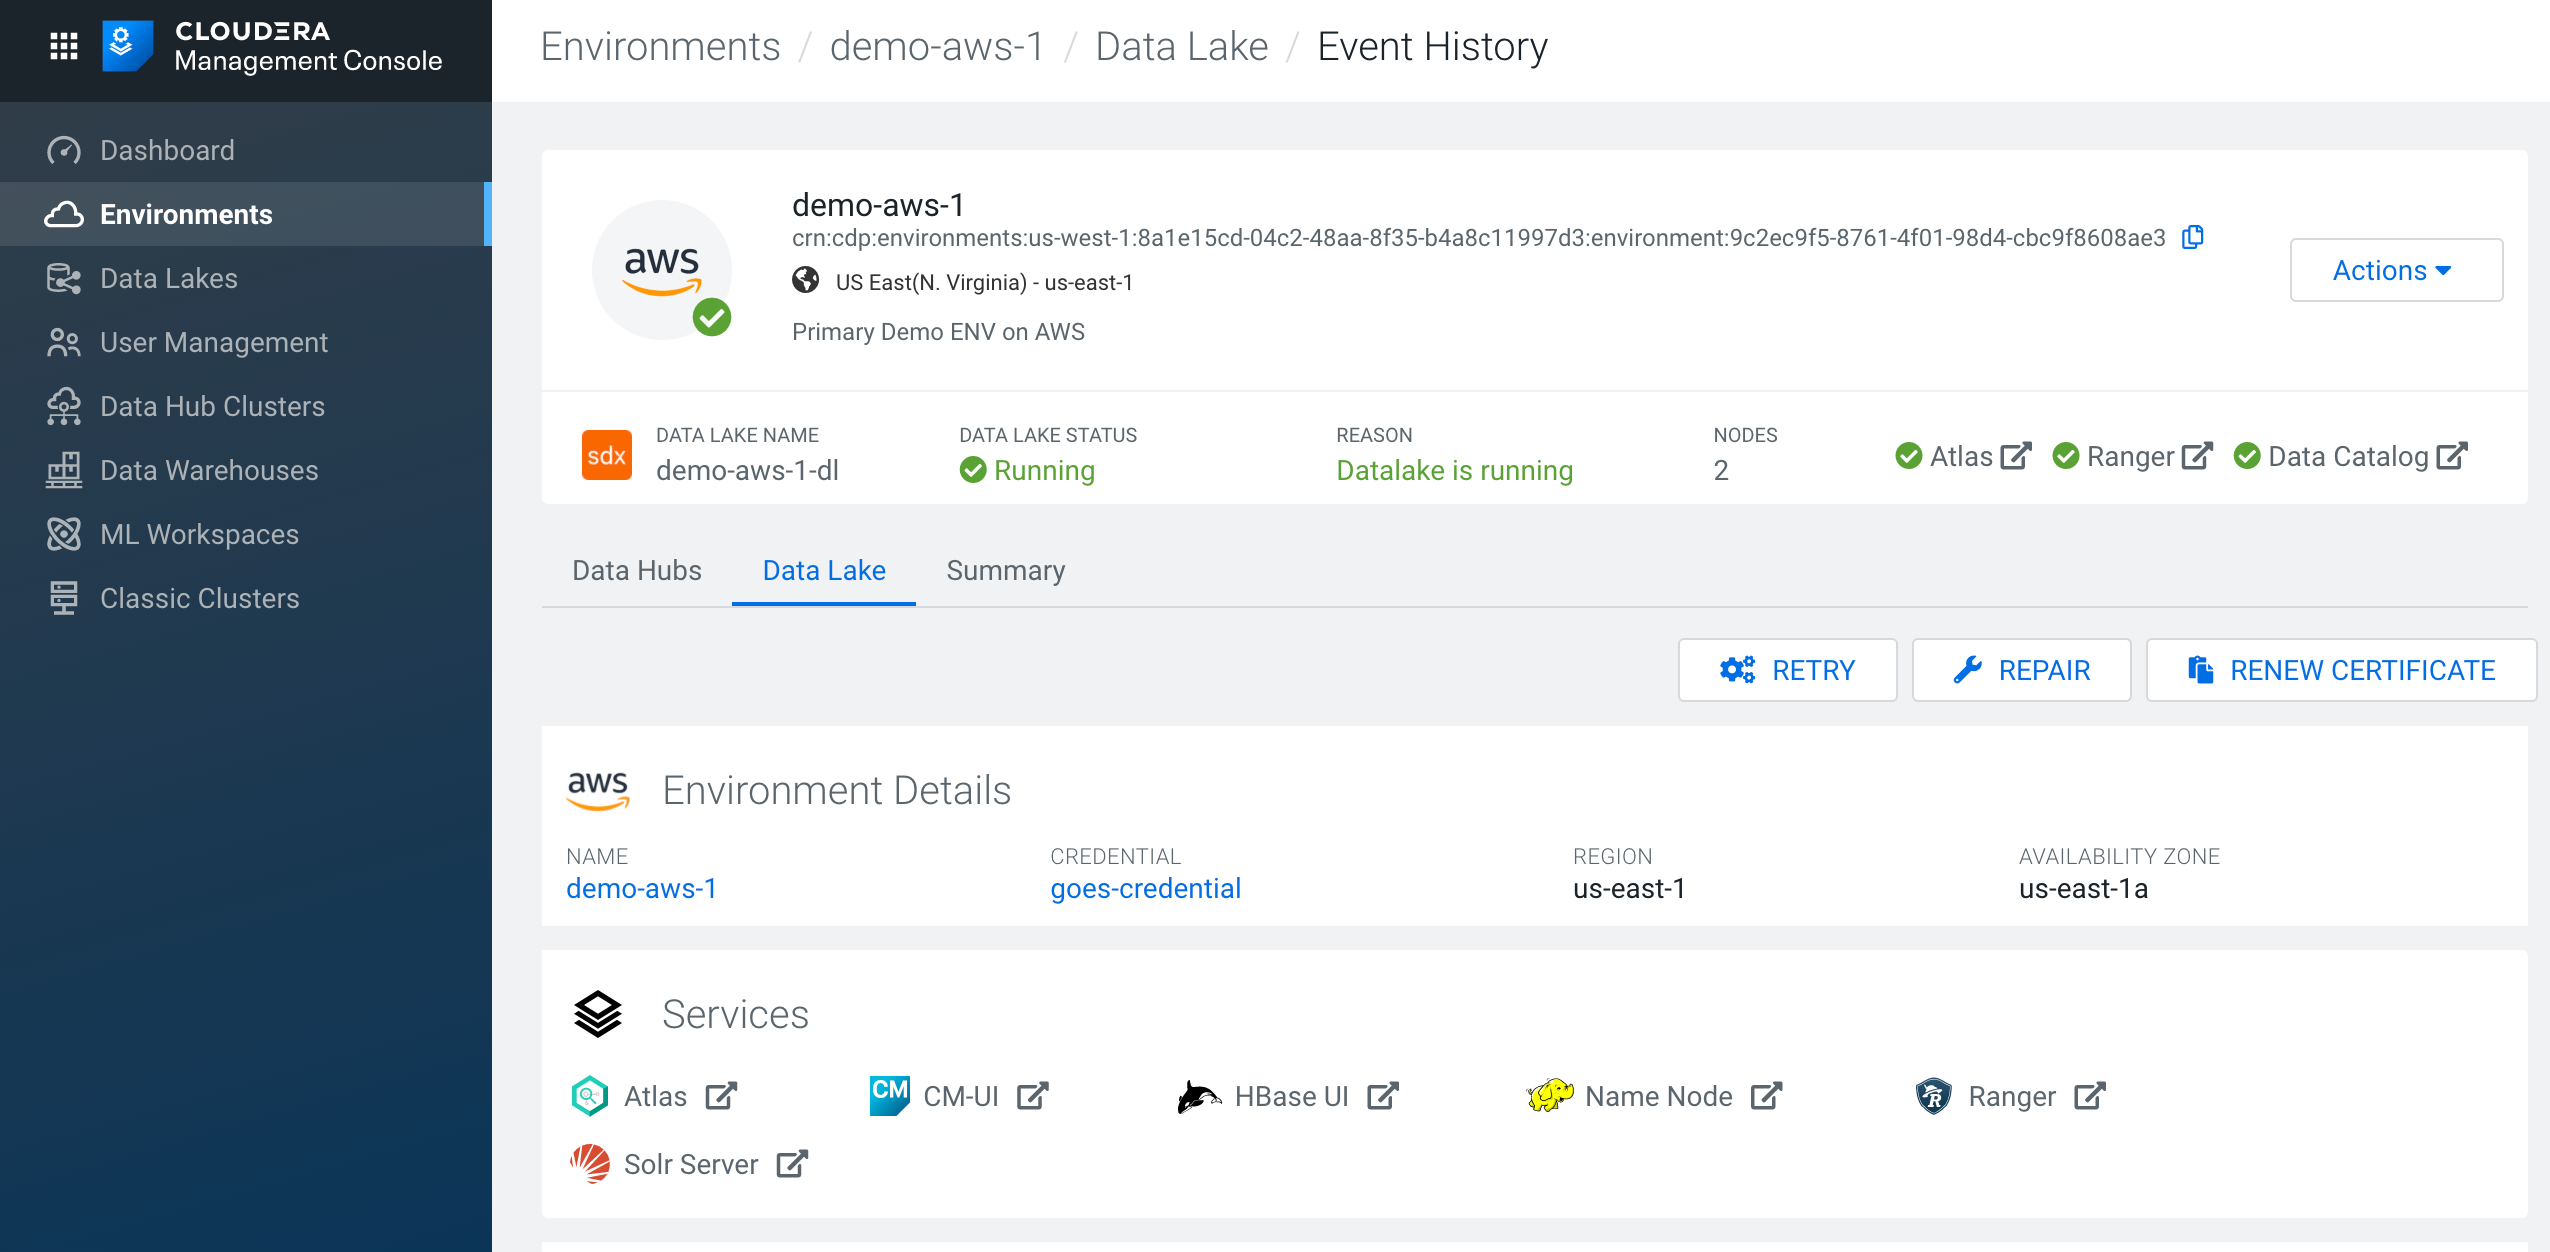 CLOUDERA
Management Console
Environments / demo-aws-1 / Data Lake / Event History
Dashboard
Environments
Data Lakes
User Management
Data Hub Clusters
Data Warehouses
ML Workspaces
Classic Clusters
aws
demo-aws-1
crn:cdp:environments:us-west-1:8a1e15cd-04c2-48aa-8f35-b4a8c11997d3:environment:9c2ec9f5-8761-4f01-98d4-cbc9f8608ae3
US East(N. Virginia) - us-east-1
Primary Demo ENV on AWS
Actions
sdx
DATA LAKE NAME
demo-aws-1-dl
DATA LAKE STATUS
Running
REASON
Datalake is running
NODES
2
Atlas
Ranger
Data Catalog
Data Hubs
Data Lake
Summary
RETRY
REPAIR
RENEW CERTIFICATE
aws
Environment Details
NAME
demo-aws-1
CREDENTIAL
goes-credential
REGION
us-east-1
AVAILABILITY ZONE
us-east-1a
Services
Atlas
CM
CM-UI
HBase UI
Name Node
R
Ranger
Solr Server